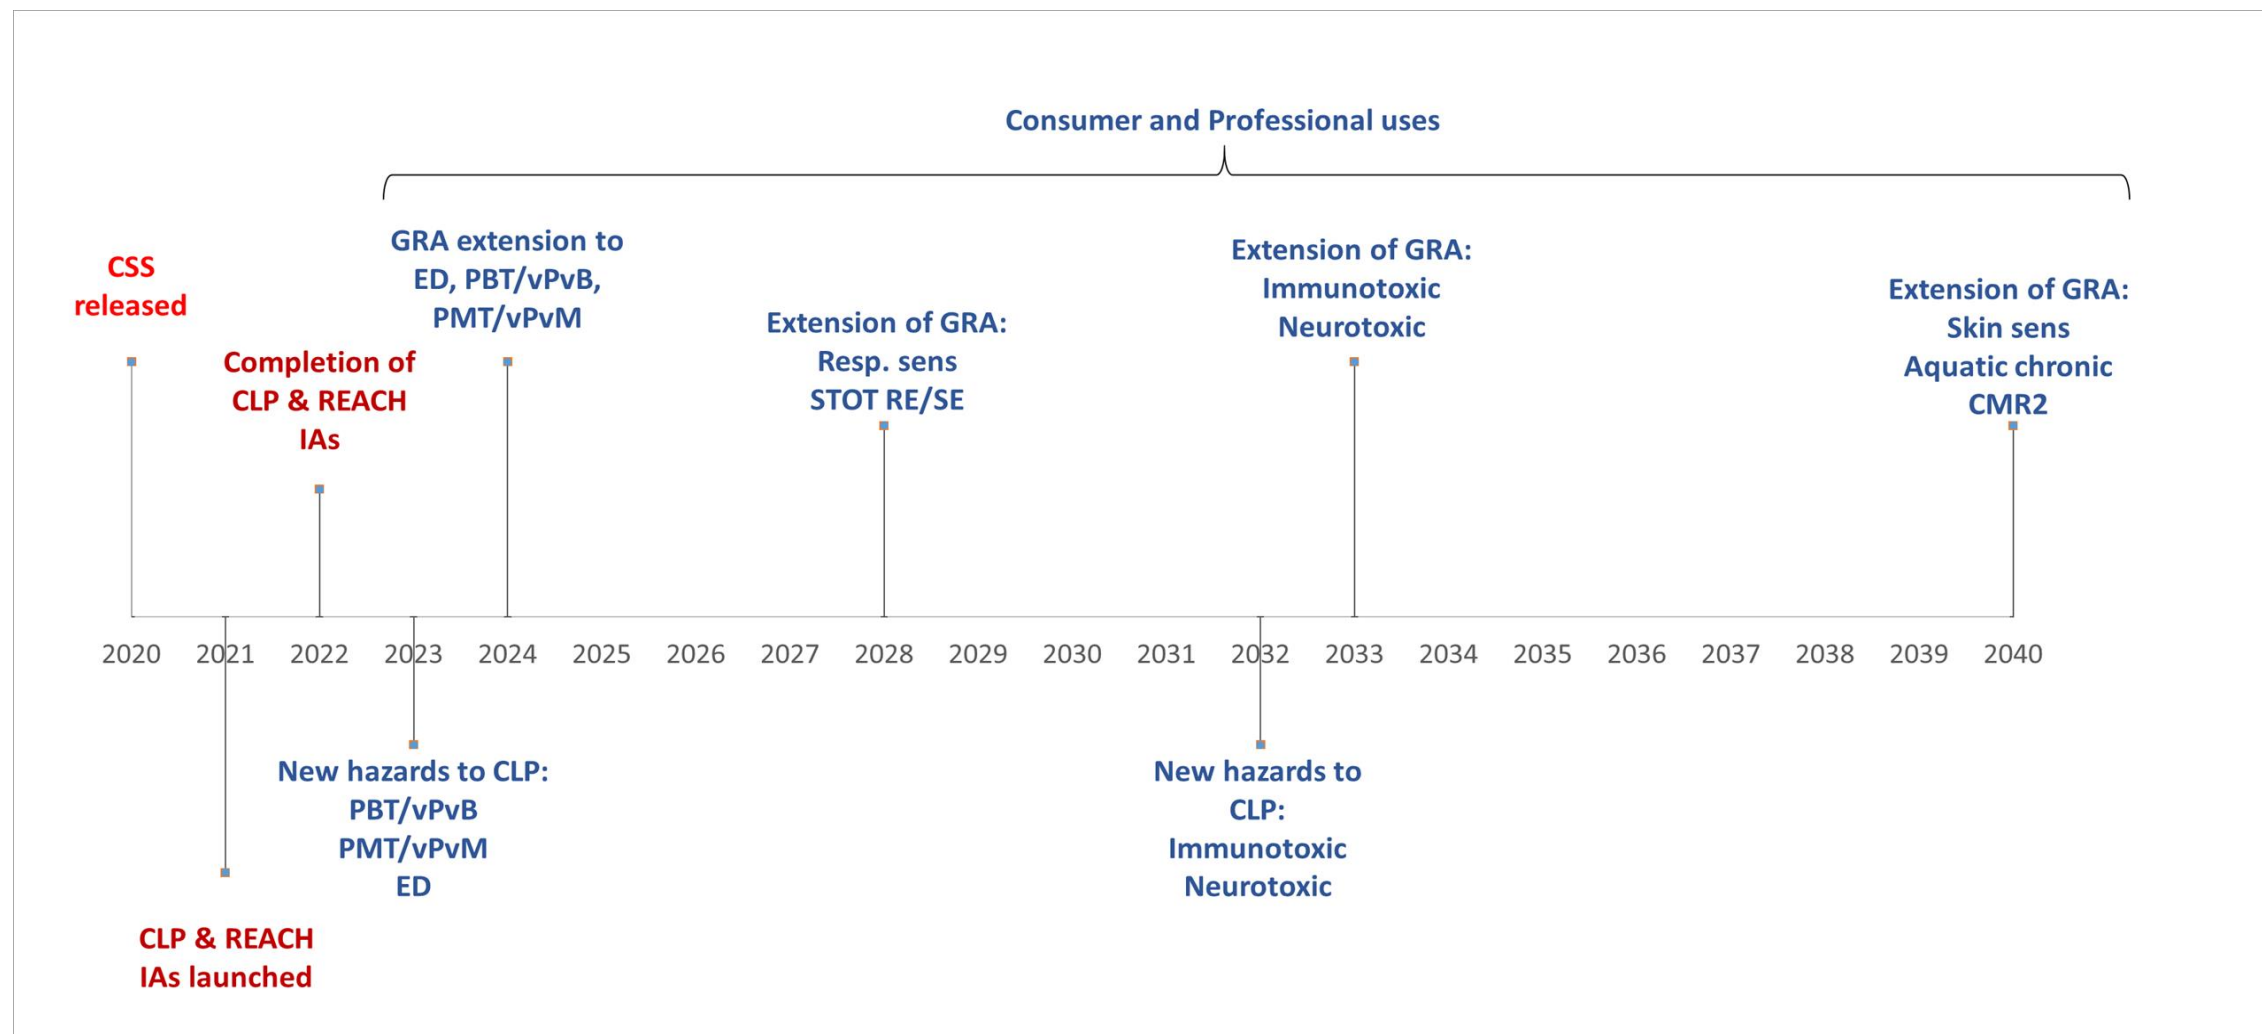 Consumer and Professional uses
CSS
released
Completion of
CLP & REACH
IAs
GRA extension to
ED, PBT/vPvB,
PMT/vPvM
Extension of GRA:
Resp. sens
STOT RE/SE
Extension of GRA:
Immunotoxic
Neurotoxic
Extension of GRA:
Skin sens
Aquatic chronic
CMR2
2020 2021 2022 2023 2024 2025 2026 2027 2028 2029 2030 2031 2032 2033 2034 2035 2036 2037 2038 2039 2040
CLP & REACH
IAs launched
New hazards to CLP:
PBT/vPvB
PMT/vPvM
ED
New hazards to
CLP:
Immunotoxic
Neurotoxic